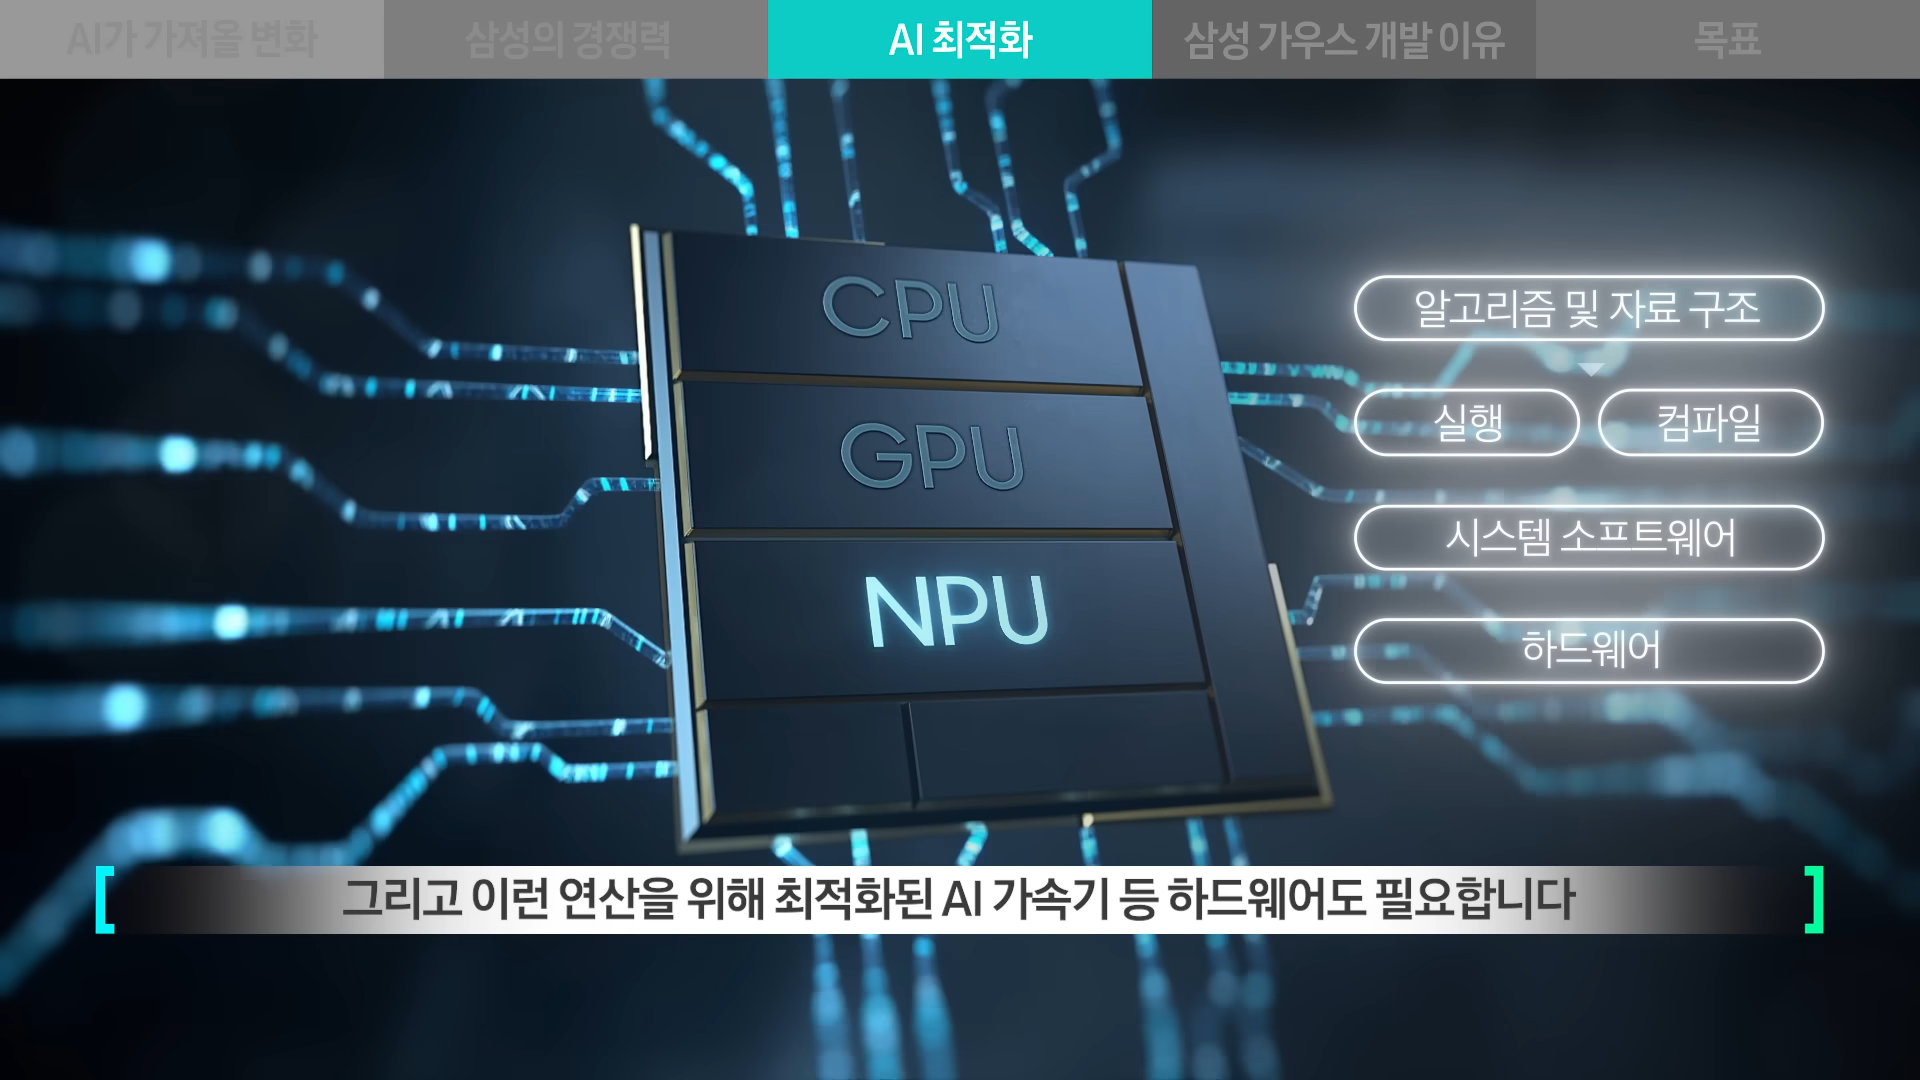 AI가 가져올 변화
삼성의 경쟁력
AI 최적화
삼성 가우스 개발 이유
목표
CPU
GPU
NPU
알고리즘 및 자료 구조
실행
컴파일
시스템 소프트웨어
하드웨어
그리고 이런 연산을 위해 최적화된 AI 가속기 등 하드웨어도 필요합니다